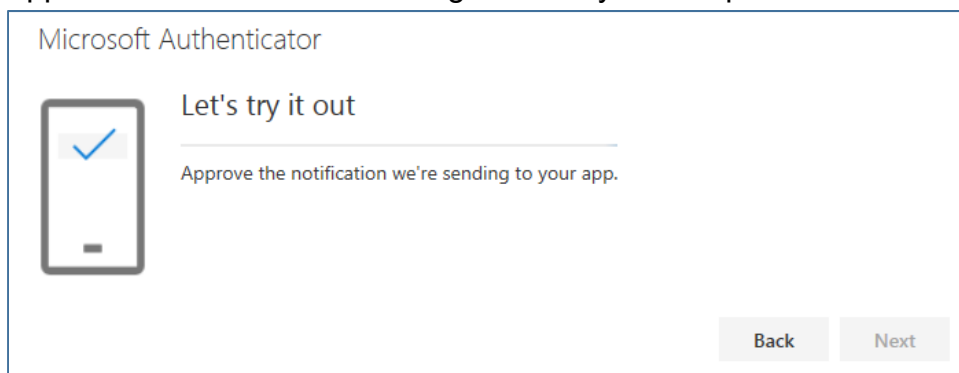 Microsoft Authenticator
Let's try it out
Approve the notification we're sending to your app.
Back Next